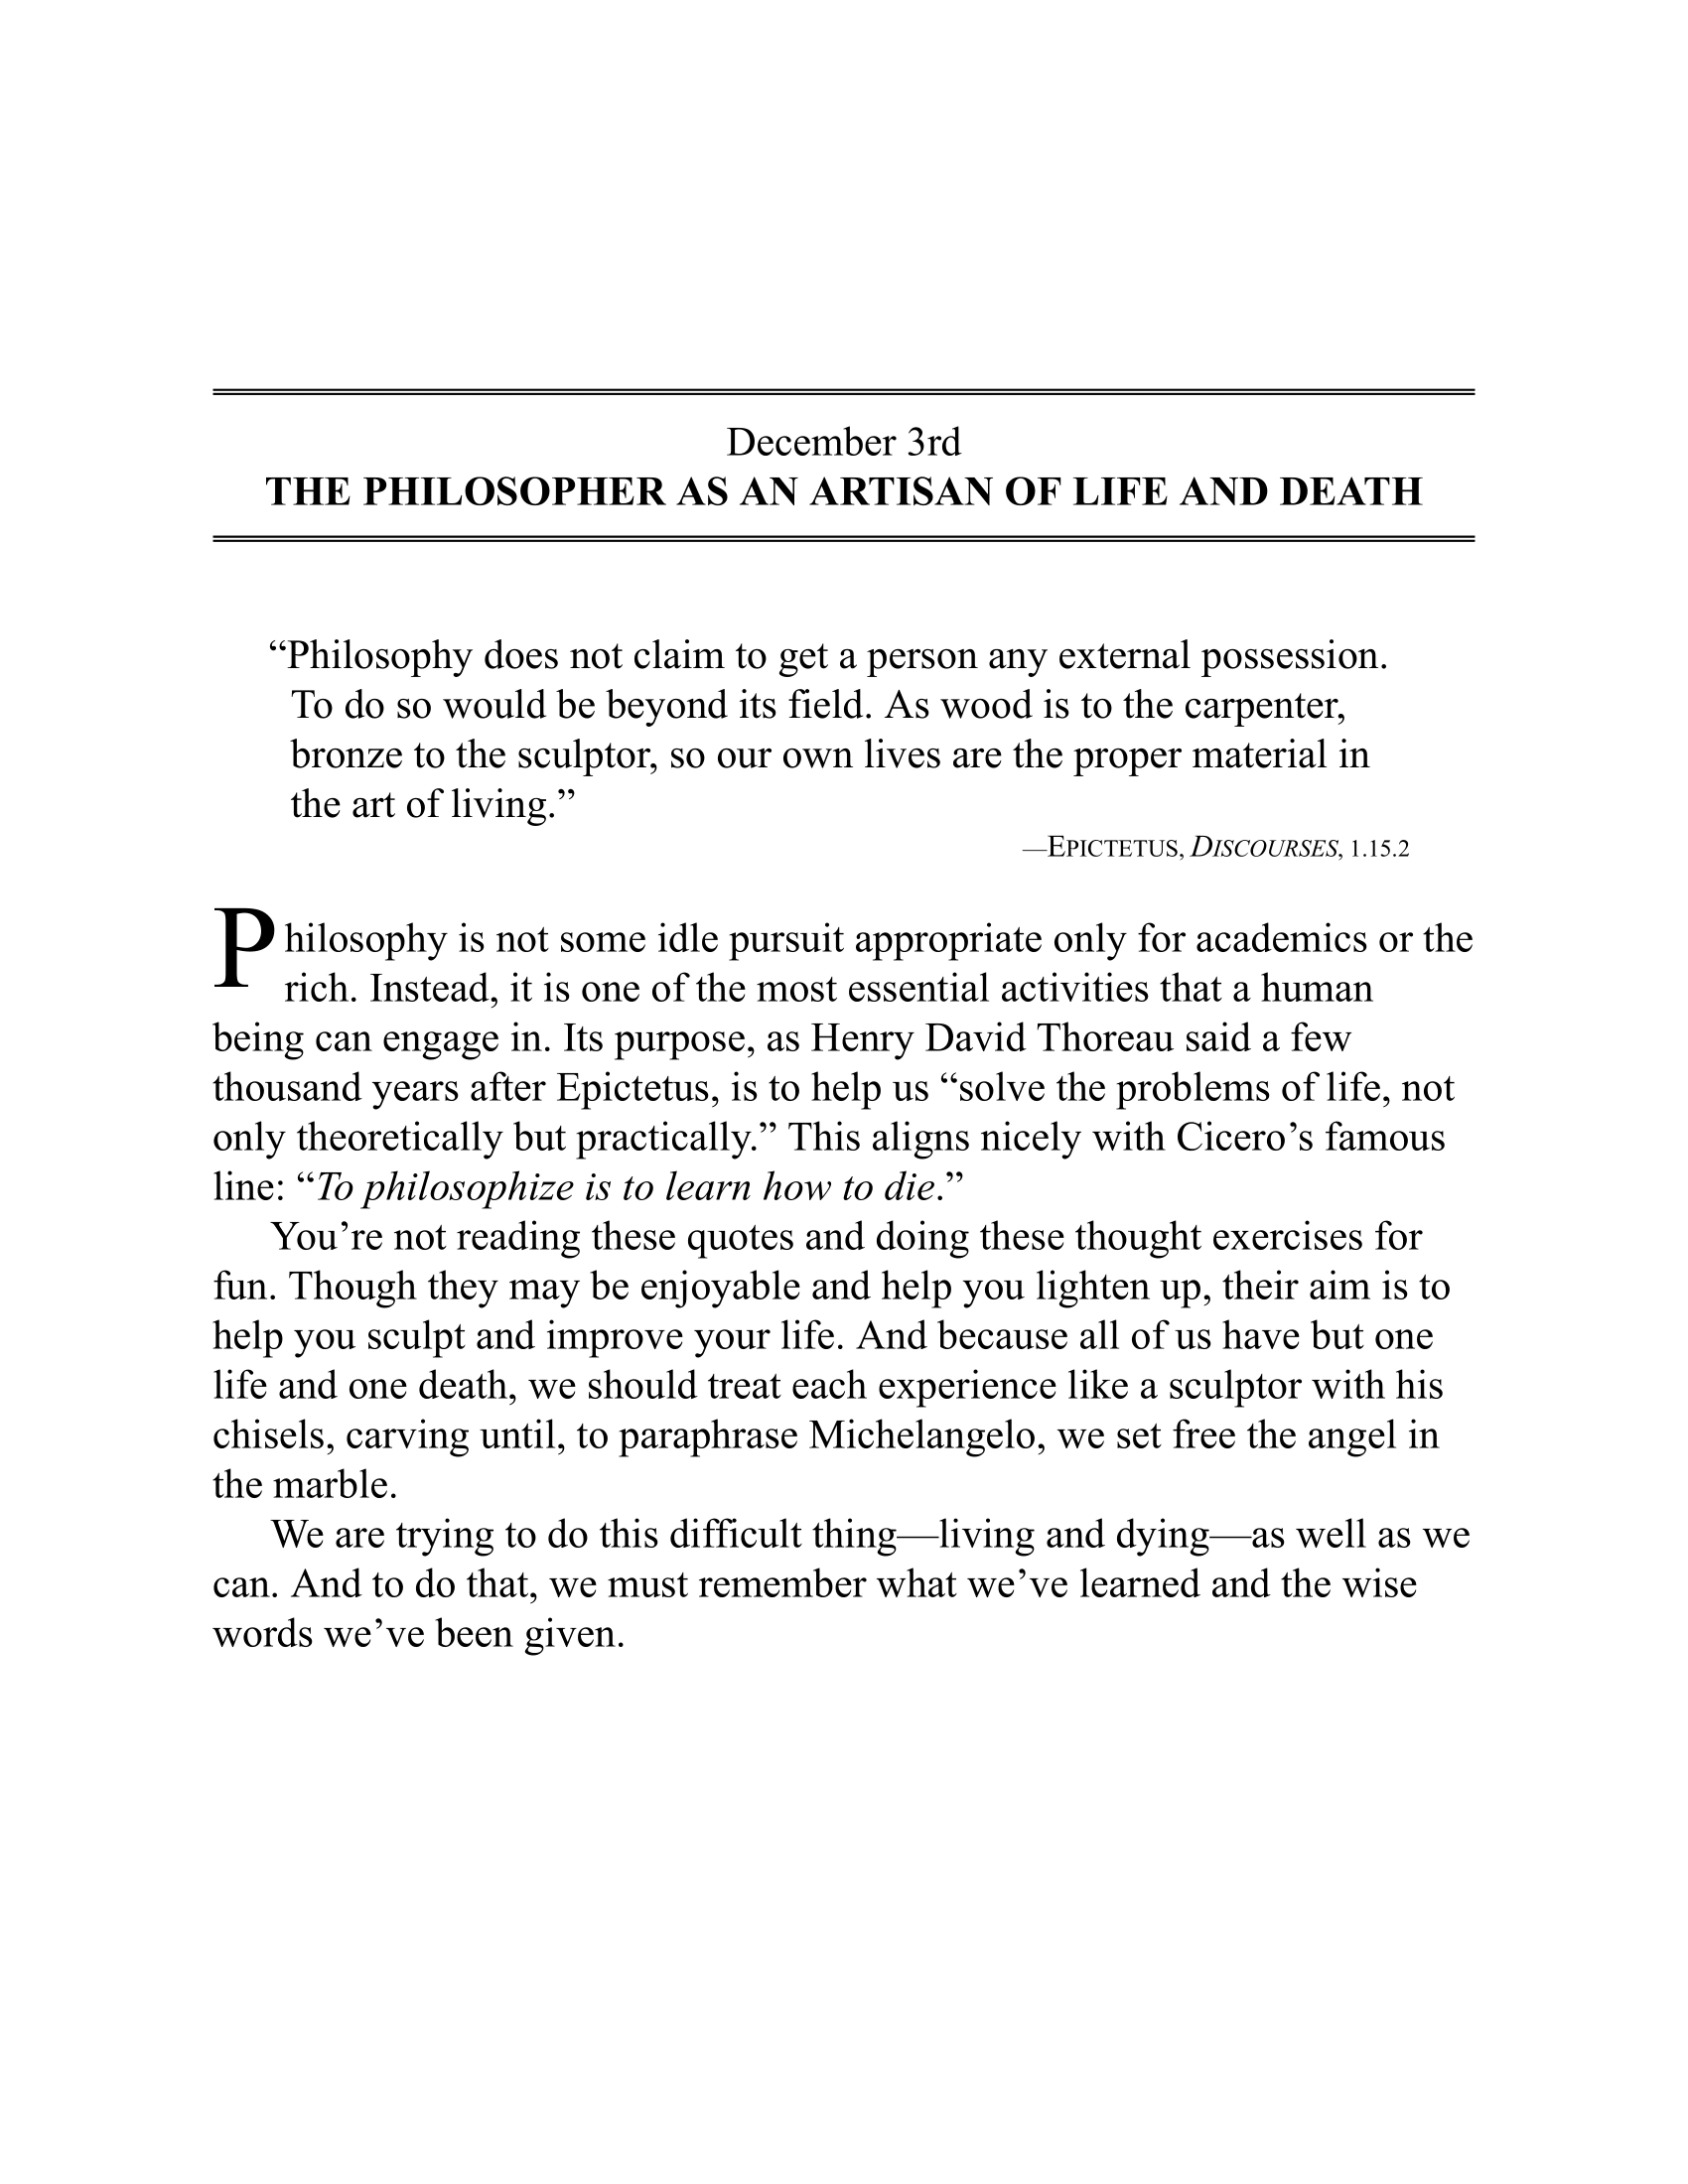 December 3rd
THE PHILOSOPHER AS AN ARTISAN OF LIFE AND DEATH
“Philosophy does not claim to get a person any external possession.
To do so would be beyond its field. As wood is to the carpenter,
bronze to the sculptor, so our own lives are the proper material in
the art of living.”
—EPICTETUS, DISCOURSES, 1.15.2
Philosophy is not some idle pursuit appropriate only for academics or the
rich. Instead, it is one of the most essential activities that a human
being can engage in. Its purpose, as Henry David Thoreau said a few
thousand years after Epictetus, is to help us “solve the problems of life, not
only theoretically but practically.” This aligns nicely with Cicero’s famous
line: “To philosophize is to learn how to die.”
You’re not reading these quotes and doing these thought exercises for
fun. Though they may be enjoyable and help you lighten up, their aim is to
help you sculpt and improve your life. And because all of us have but one
life and one death, we should treat each experience like a sculptor with his
chisels, carving until, to paraphrase Michelangelo, we set free the angel in
the marble.
We are trying to do this difficult thing—living and dying—as well as we
can. And to do that, we must remember what we’ve learned and the wise
words we’ve been given.